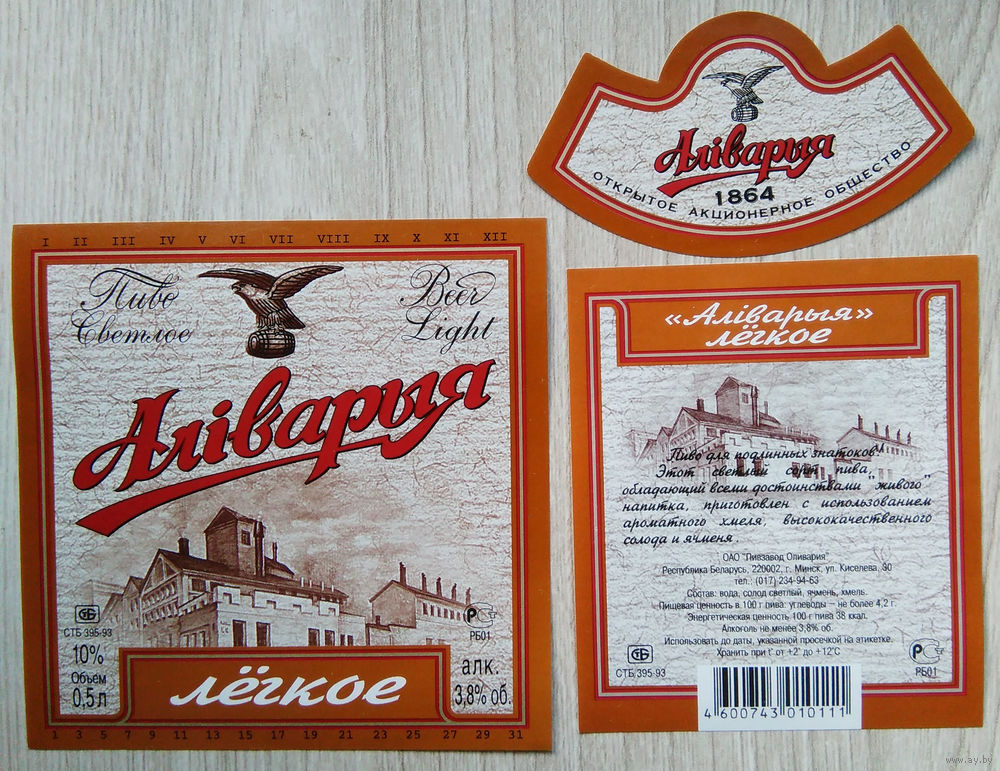 I II III IV V VI VII VIII IX X XI XII
Пиво Светлое
Beer Light
Аліварыя
СТБ 395-93
РБ01
10%
Объем
0,5л
алк.
3,8% об.
лёгкое
1 3 5 7 9 11 13 15 17 19 21 23 25 27 29 31
Аліварыя
1864
ОТКРЫТОЕ АКЦИОНЕРНОЕ ОБЩЕСТВО
«Аліварыя»
лёгкое
Пиво для подлинных знатоков!
Этот светлый сорт пива,
обладающий всеми достоинствами "живого"
напитка, приготовлен с использованием
ароматного хмеля, высококачественного
солода и ячменя.
ОАО "Пивзавод Оливария"
Республика Беларусь, 220002, г. Минск, ул. Киселева, 30
тел.: (017) 234-94-63
Состав: вода, солод светлый, ячмень, хмель.
Пищевая ценность в 100 г пива: углеводы — не более 4,2 г.
Энергетическая ценность 100 г пива 38 ккал.
Алкоголь не менее 3,8% об.
Использовать до даты, указанной просечкой на этикетке.
Хранить при t° от +2° до +12°С
СТБ 395-93
РБ01
4 600743 010111
www.ay.by